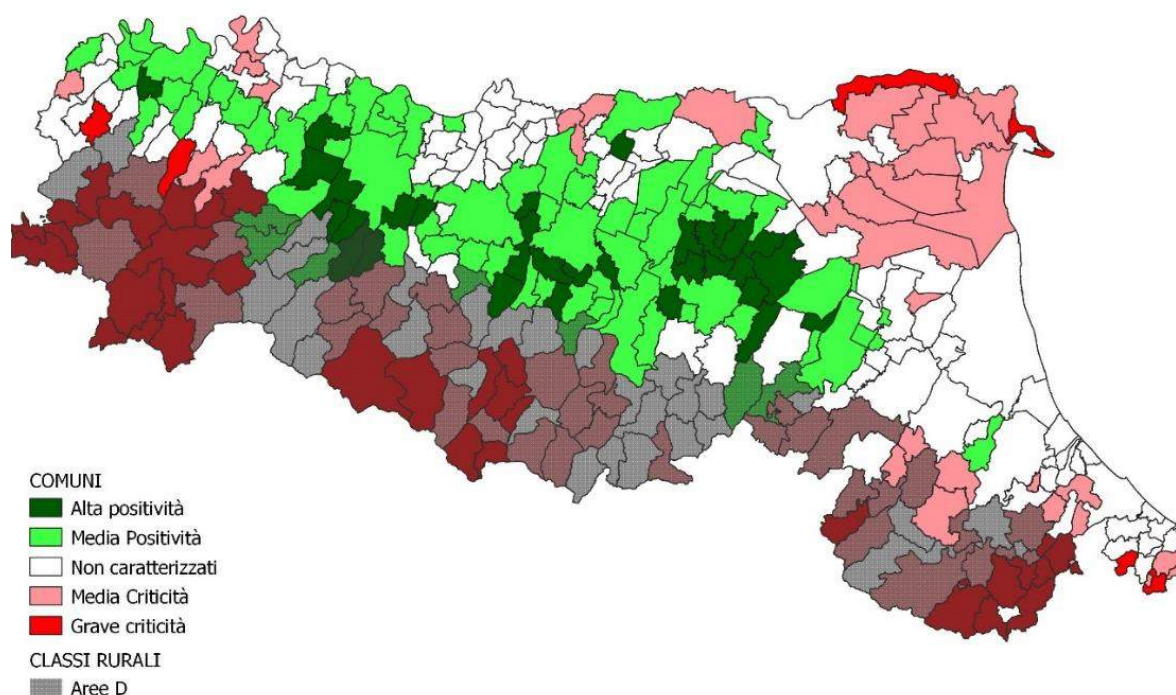 COMUNI
Alta positività
Media Positività
Non caratterizzati
Media Criticità
Grave criticità
CLASSI RURALI
Aree D